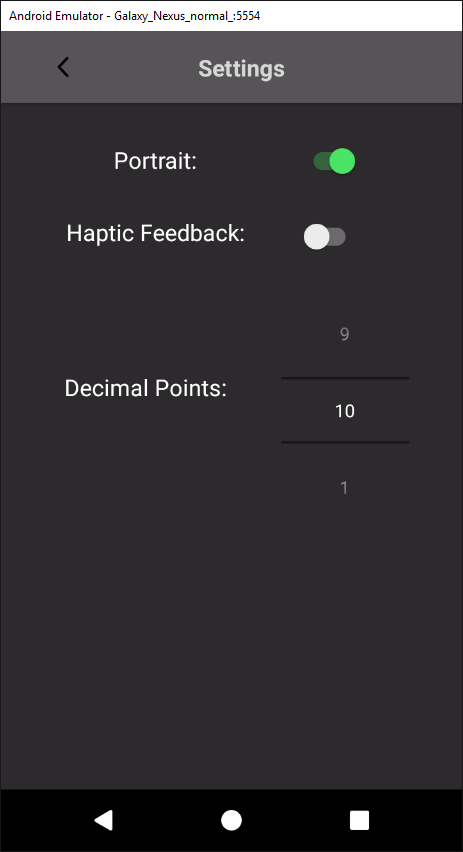 Android Emulator - Galaxy_Nexus_normal_:5554
Settings
Portrait:
Haptic Feedback:
9
Decimal Points:
10
1